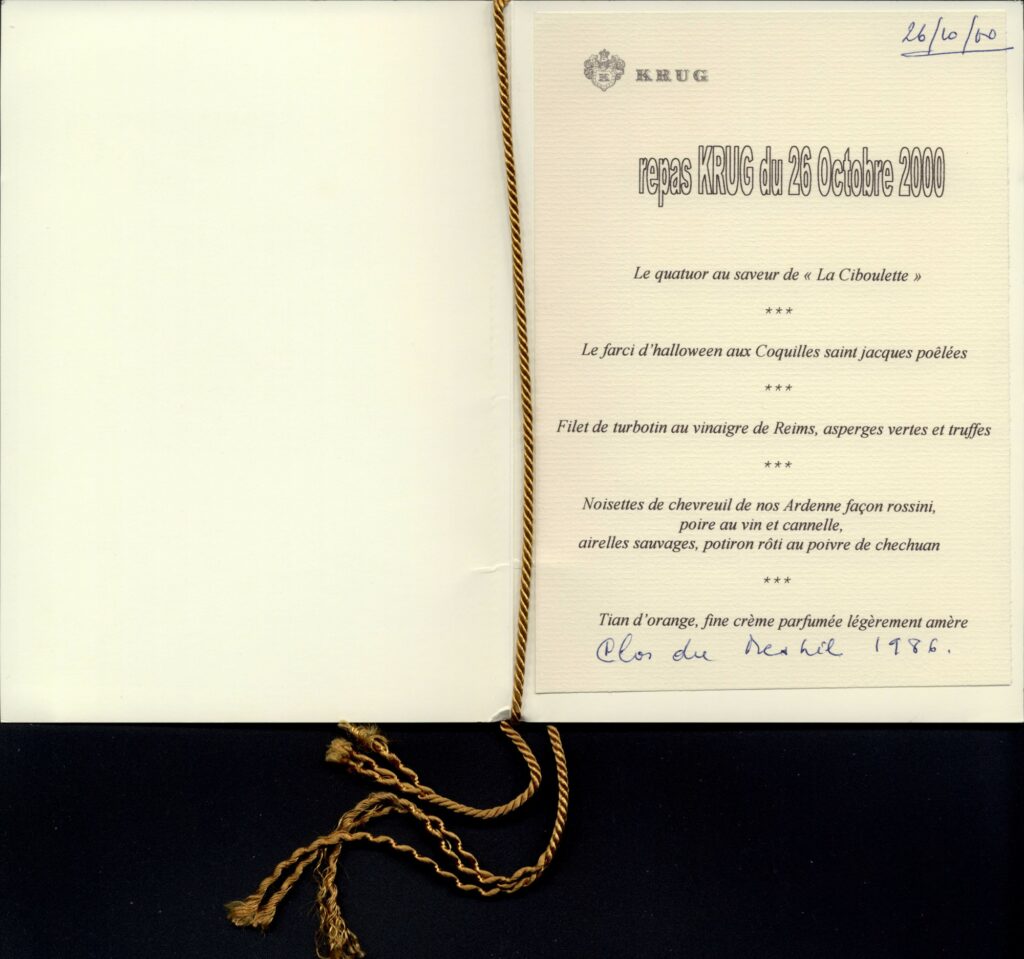 26/10/00
KRUG
repas KRUG du 26 Octobre 2000
Le quatuor au saveur de « La Ciboulette »
***
Le farci d'halloween aux Coquilles saint jacques poêlées
***
Filet de turbotin au vinaigre de Reims, asperges vertes et truffes
***
Noisettes de chevreuil de nos Ardenne façon rossini,
poire au vin et cannelle,
airelles sauvages, potiron rôti au poivre de chechuan
***
Tian d'orange, fine crème parfumée légèrement amère
Clos du Mesnil 1986.